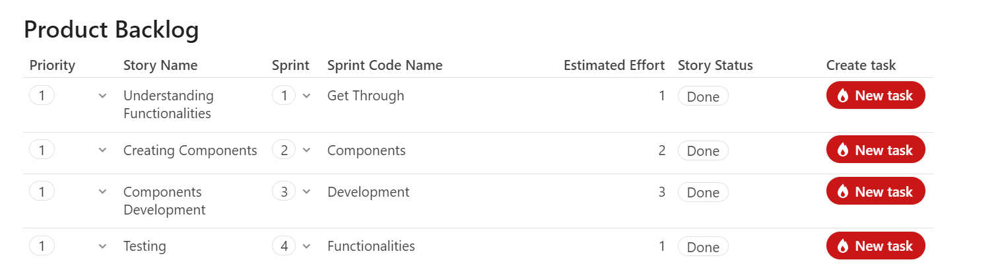 Product Backlog
Priority Story Name Sprint Sprint Code Name Estimated Effort Story Status Create task
1 Understanding 1 Get Through 1 Done New task
Functionalities
1 Creating Components 2 Components 2 Done New task
1 Components 3 Development 3 Done New task
Development
1 Testing 4 Functionalities 1 Done New task